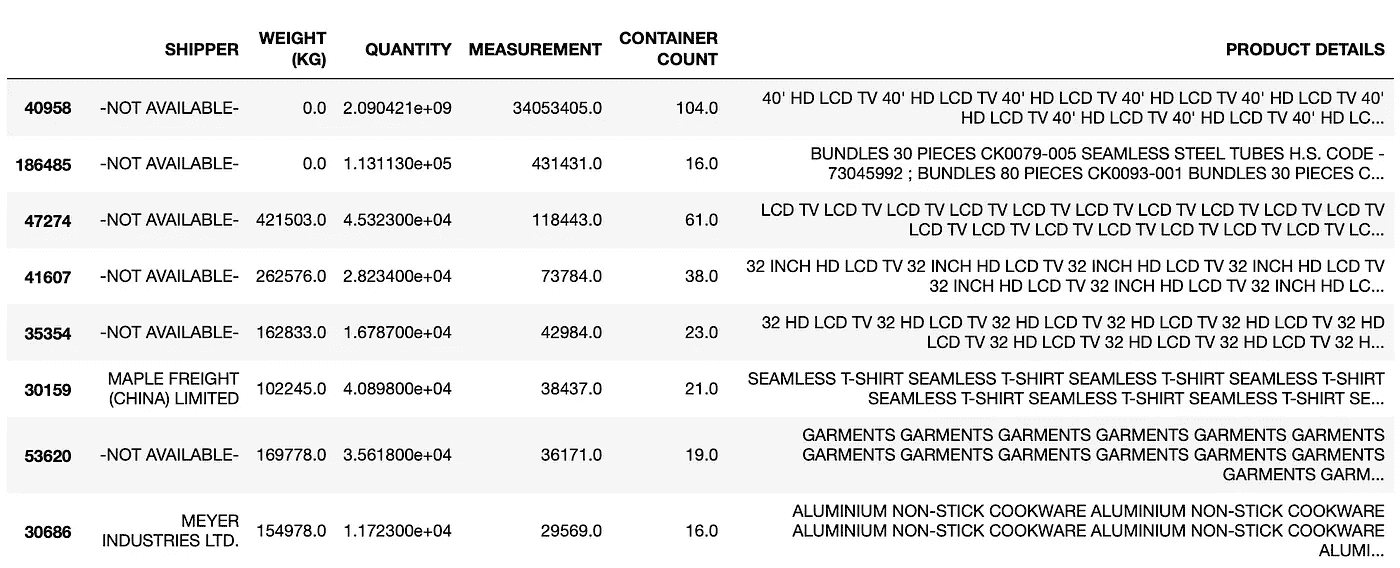 SHIPPER WEIGHT (KG) QUANTITY MEASUREMENT CONTAINER COUNT PRODUCT DETAILS
40958 -NOT AVAILABLE- 0.0 2.090421e+09 34053405.0 104.0 40' HD LCD TV 40' HD LCD TV 40' HD LCD TV 40' HD LCD TV 40' HD LCD TV 40'
HD LCD TV 40' HD LCD TV 40' HD LCD TV 40' HD LC...
186485 -NOT AVAILABLE- 0.0 1.131130e+05 431431.0 16.0 BUNDLES 30 PIECES CK0079-005 SEAMLESS STEEL TUBES H.S. CODE -
73045992 ; BUNDLES 80 PIECES CK0093-001 BUNDLES 30 PIECES C...
47274 -NOT AVAILABLE- 421503.0 4.532300e+04 118443.0 61.0 LCD TV LCD TV LCD TV LCD TV LCD TV LCD TV LCD TV LCD TV LCD TV LCD TV
LCD TV LCD TV LCD TV LCD TV LCD TV LCD TV LCD TV LC...
41607 -NOT AVAILABLE- 262576.0 2.823400e+04 73784.0 38.0 32 INCH HD LCD TV 32 INCH HD LCD TV 32 INCH HD LCD TV 32 INCH HD LCD TV
32 INCH HD LCD TV 32 INCH HD LCD TV 32 INCH HD LC...
35354 -NOT AVAILABLE- 162833.0 1.678700e+04 42984.0 23.0 32 HD LCD TV 32 HD LCD TV 32 HD LCD TV 32 HD LCD TV 32 HD LCD TV 32 HD
LCD TV 32 HD LCD TV 32 HD LCD TV 32 HD LCD TV 32 H...
30159 MAPLE FREIGHT (CHINA) LIMITED 102245.0 4.089800e+04 38437.0 21.0 SEAMLESS T-SHIRT SEAMLESS T-SHIRT SEAMLESS T-SHIRT SEAMLESS T-SHIRT
SEAMLESS T-SHIRT SEAMLESS T-SHIRT SEAMLESS T-SHIRT SE...
53620 -NOT AVAILABLE- 169778.0 3.561800e+04 36171.0 19.0 GARMENTS GARMENTS GARMENTS GARMENTS GARMENTS GARMENTS
GARMENTS GARMENTS GARMENTS GARMENTS GARMENTS GARMENTS
GARMENTS GARM...
30686 MEYER INDUSTRIES LTD. 154978.0 1.172300e+04 29569.0 16.0 ALUMINIUM NON-STICK COOKWARE ALUMINIUM NON-STICK COOKWARE
ALUMINIUM NON-STICK COOKWARE ALUMINIUM NON-STICK COOKWARE
ALUMI...